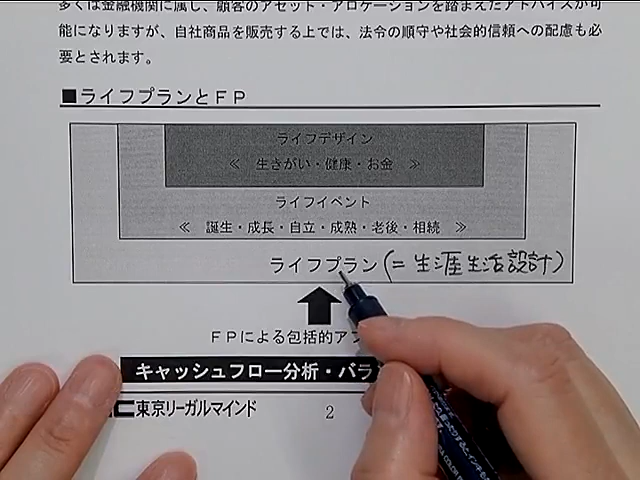 多くは金融機関に属し、顧客のアセット・アロケーションを踏まえたアドバイスが可
能になりますが、自社商品を販売する上では、法令の順守や社会的信頼への配慮も必
要とされます。
■ライフプランとＦＰ
ライフデザイン
≪ 生きがい・健康・お金 ≫
ライフイベント
≪ 誕生・成長・自立・成熟・老後・相続 ≫
ライフプラン(=生涯生活設計)
ＦＰによる包括的ア
キャッシュフロー分析・バラ
東京リーガルマインド
2